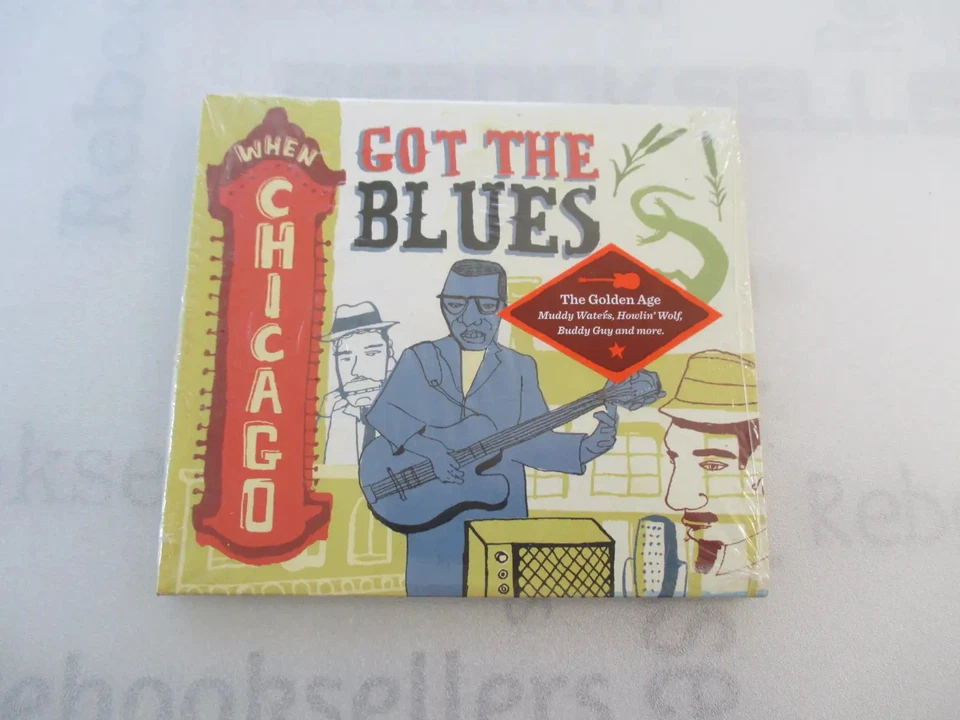 WHEN
CHICAGO
GOT THE
BLUES
The Golden Age
Muddy Waters, Howlin' Wolf,
Buddy Guy and more.